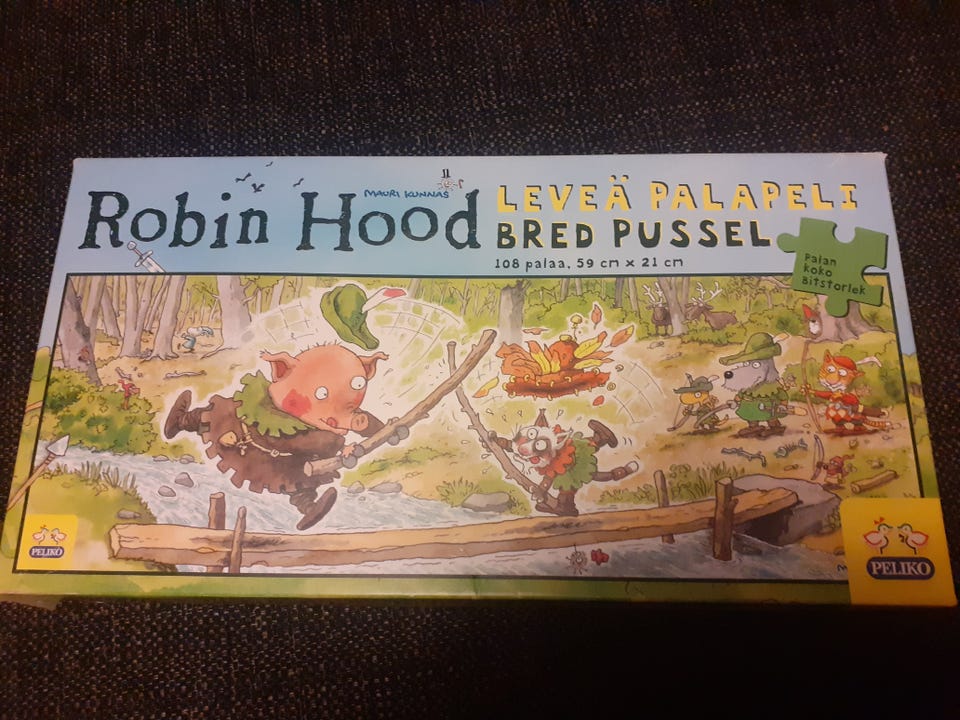 MAURI KUNNAS
Robin Hood
LEVEÄ PALAPELI
BRED PUSSEL
108 palaa, 59 cm x 21 cm
Palan
koko
Bitstorlek
PELIKO
PELIKO